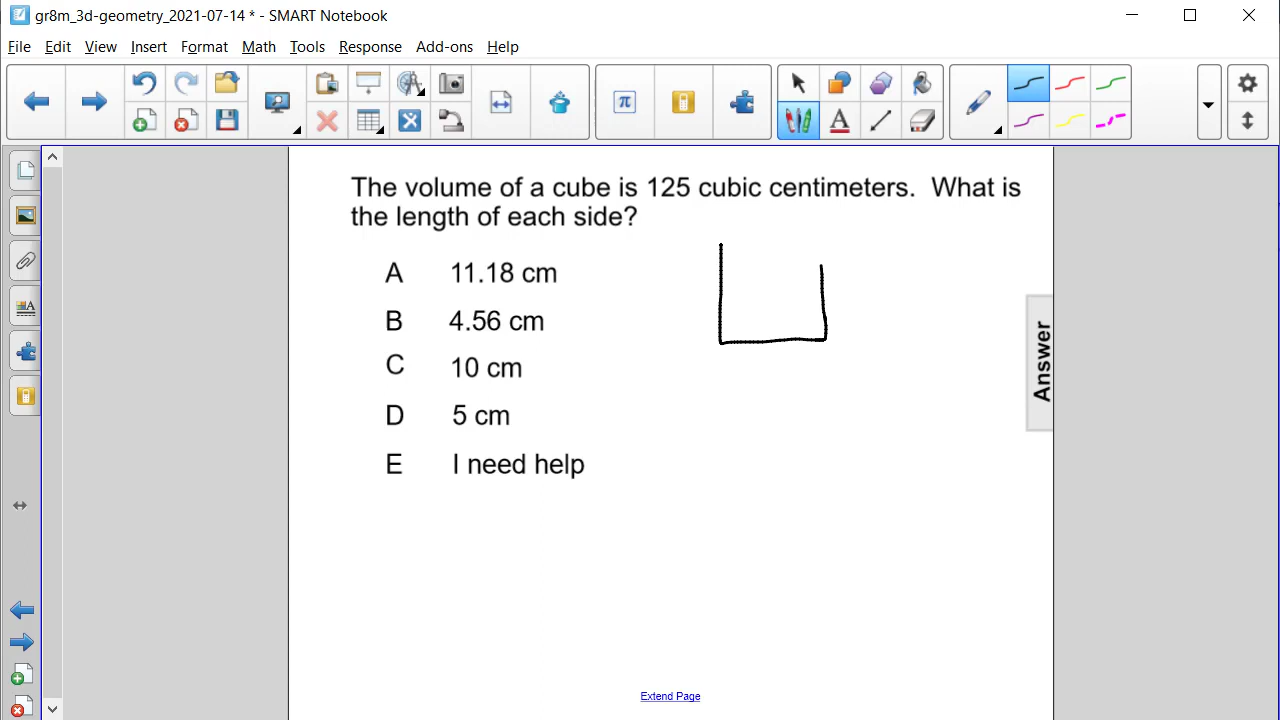 gr8m_3d-geometry_2021-07-14 * - SMART Notebook
File Edit View Insert Format Math Tools Response Add-ons Help
The volume of a cube is 125 cubic centimeters. What is
the length of each side?
A 11.18 cm
B 4.56 cm
C 10 cm
D 5 cm
E I need help
Answer
Extend Page